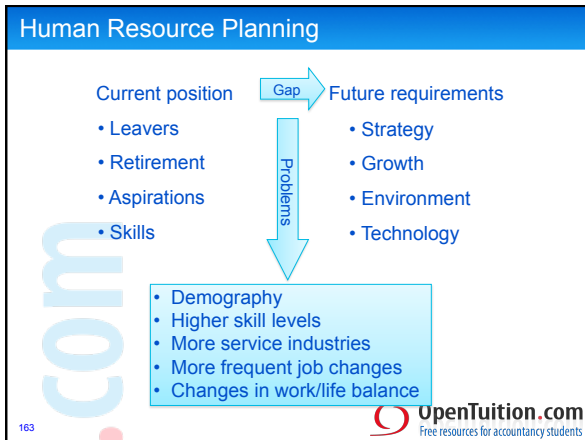 Human Resource Planning
Current position
Gap
Future requirements
• Leavers
• Retirement
• Aspirations
• Skills
• Strategy
• Growth
• Environment
• Technology
Problems
• Demography
• Higher skill levels
• More service industries
• More frequent job changes
• Changes in work/life balance
.com
163
OpenTuition.com
Free resources for accountancy students